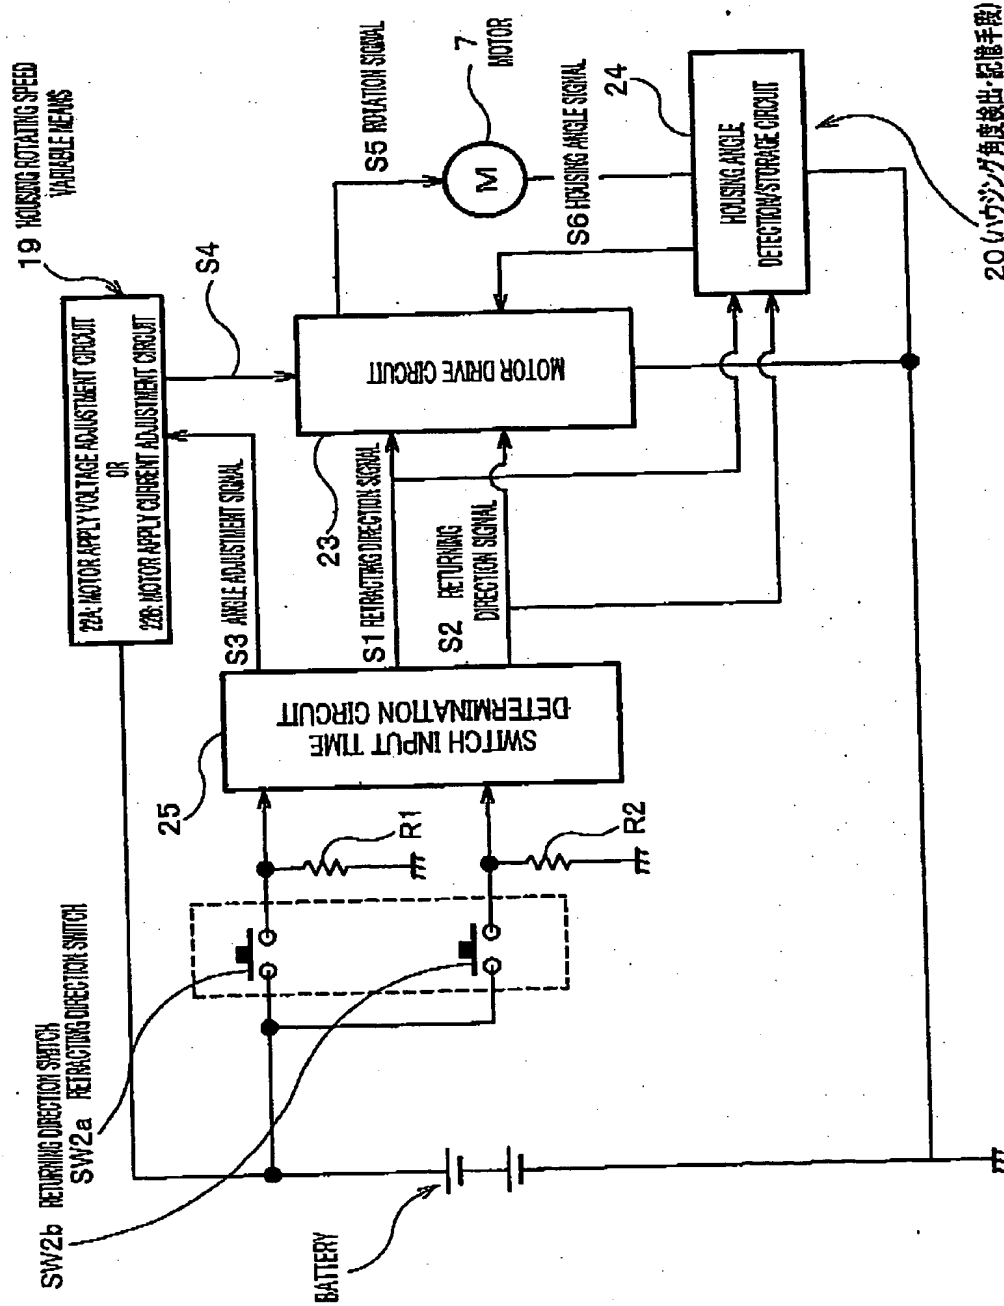 19 HOUSING ROTATING SPEED
VARIABLE MEANS
22A: MOTOR APPLY VOLTAGE ADJUSTMENT CIRCUIT
OR
22B: MOTOR APPLY CURRENT ADJUSTMENT CIRCUIT
S4
S3 ANGLE ADJUSTMENT SIGNAL
S5 ROTATION SIGNAL
7
MOTOR
M
S6 HOUSING ANGLE SIGNAL
24
HOUSING ANGLE
DETECTION/STORAGE CIRCUIT
20 (ハウジング角度検出・記憶手段)
MOTOR DRIVE CIRCUIT
23
S1 RETRACTING DIRECTION SIGNAL
S2 RETURNING
DIRECTION SIGNAL
SWITCH INPUT TIME
DETERMINATION CIRCUIT
25
R1
R2
SW2b RETURNING DIRECTION SWITCH
SW2a RETRACTING DIRECTION SWITCH
BATTERY